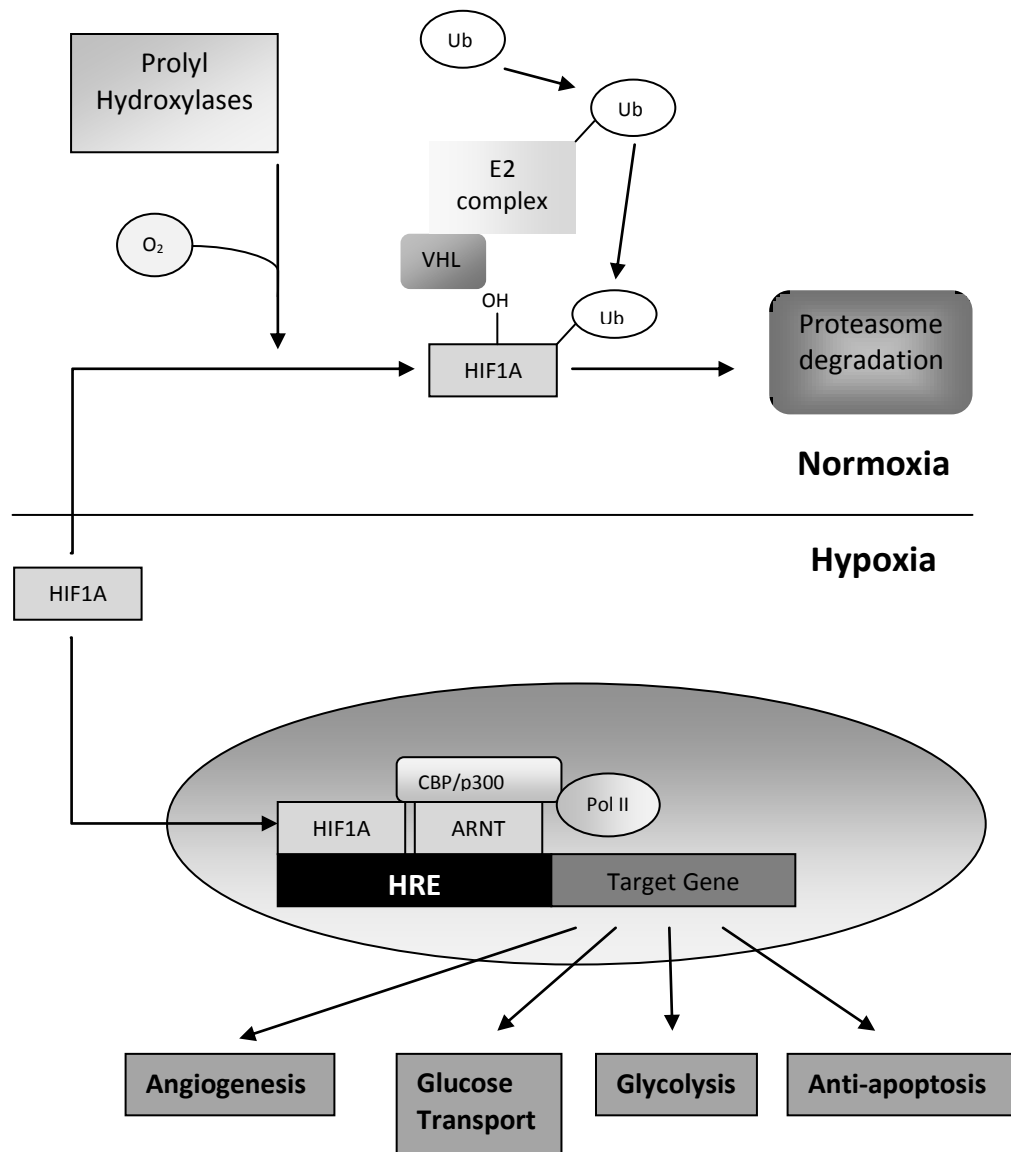 Prolyl
Hydroxylases
Ub
Ub
E2
complex
O₂
VHL
OH
Ub
HIF1A
Proteasome
degradation
Normoxia
Hypoxia
HIF1A
CBP/p300
Pol II
HIF1A
ARNT
HRE
Target Gene
Angiogenesis
Glucose
Transport
Glycolysis
Anti-apoptosis